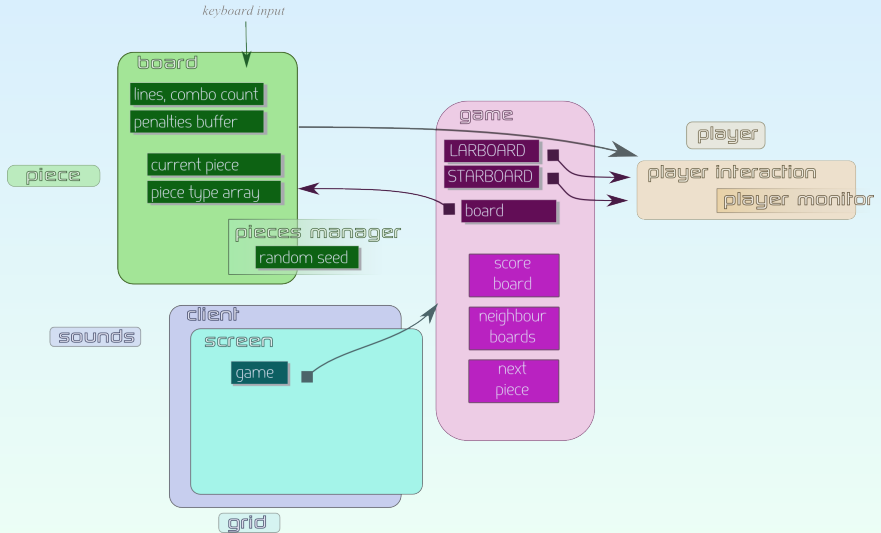 keyboard input
board
lines, combo count
penalties buffer
current piece
piece type array
pieces manager
random seed
piece
game
LARBOARD
STARBOARD
board
score
board
neighbour
boards
next
piece
player
player interaction
player monitor
client
screen
game
sounds
grid